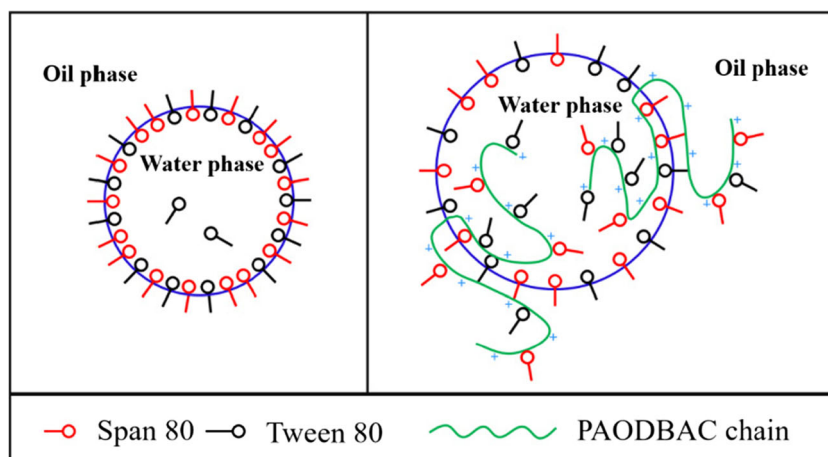 Oil phase
Water phase
Oil phase
Water phase
Span 80
Tween 80
PAODBAC chain